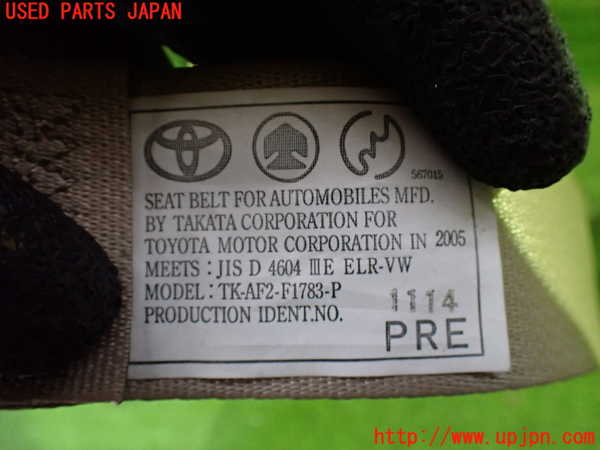 USED PARTS JAPAN
567015
SEAT BELT FOR AUTOMOBILES MFD.
BY TAKATA CORPORATION FOR
TOYOTA MOTOR CORPORATION IN 2005
MEETS : JIS D 4604 ⅢE ELR-VW
MODEL: TK-AF2-F1783-P
PRODUCTION IDENT.NO.
1114
PRE
http://www.upjpn.com/